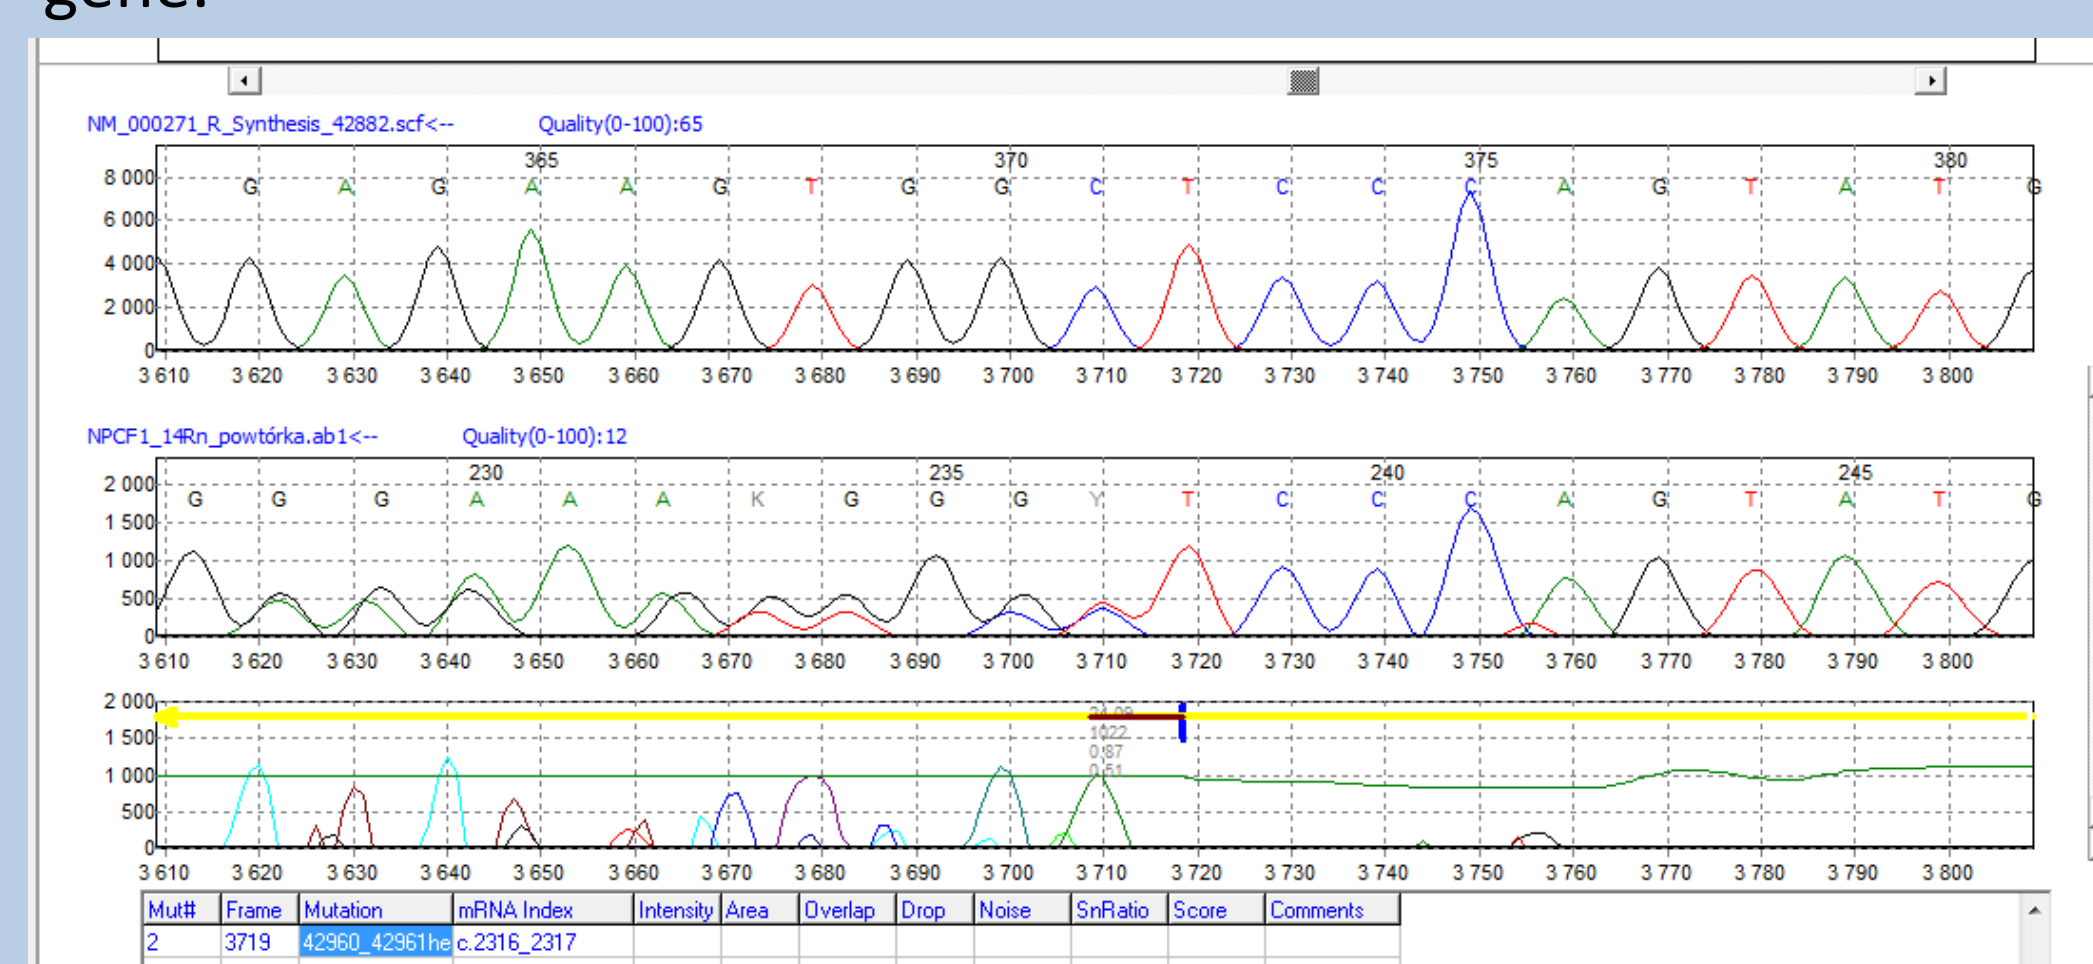 gene.
NM_000271_R_Synthesis_42882.scf<-- Quality(0-100):65
365 370 375 380
G A G A A G T G G C T C C C A G T A T G
8 000
6 000
4 000
2 000
0
3 610 3 620 3 630 3 640 3 650 3 660 3 670 3 680 3 690 3 700 3 710 3 720 3 730 3 740 3 750 3 760 3 770 3 780 3 790 3 800
NPCF1_14Rn_powtórka.ab1<-- Quality(0-100):12
230 235 240 245
G G G A A A K G G G Y T C C C A G T A T G
2 000
1 500
1 000
500
0
3 610 3 620 3 630 3 640 3 650 3 660 3 670 3 680 3 690 3 700 3 710 3 720 3 730 3 740 3 750 3 760 3 770 3 780 3 790 3 800
2 000
1 500
1 000
500
0
1022
0,87
0,51
3 610 3 620 3 630 3 640 3 650 3 660 3 670 3 680 3 690 3 700 3 710 3 720 3 730 3 740 3 750 3 760 3 770 3 780 3 790 3 800
Mut# Frame Mutation mRNA Index Intensity Area Overlap Drop Noise SnRatio Score Comments
2 3719 42960_42961he c.2316_2317